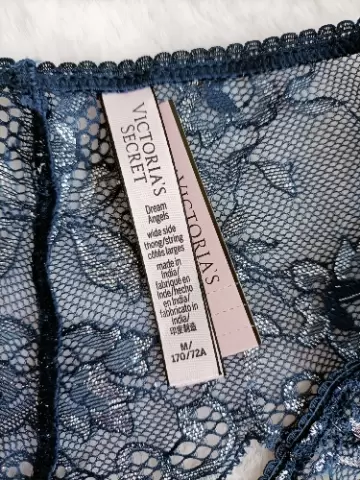 VICTORIA'S
SECRET
Dream
Angels
wide side
thong/string
côtés larges
made in
India/
fabriqué en
Inde/hecho
en India/
fabbricato in
India/
印度制造
M/
170/72A
VICTORIA'S